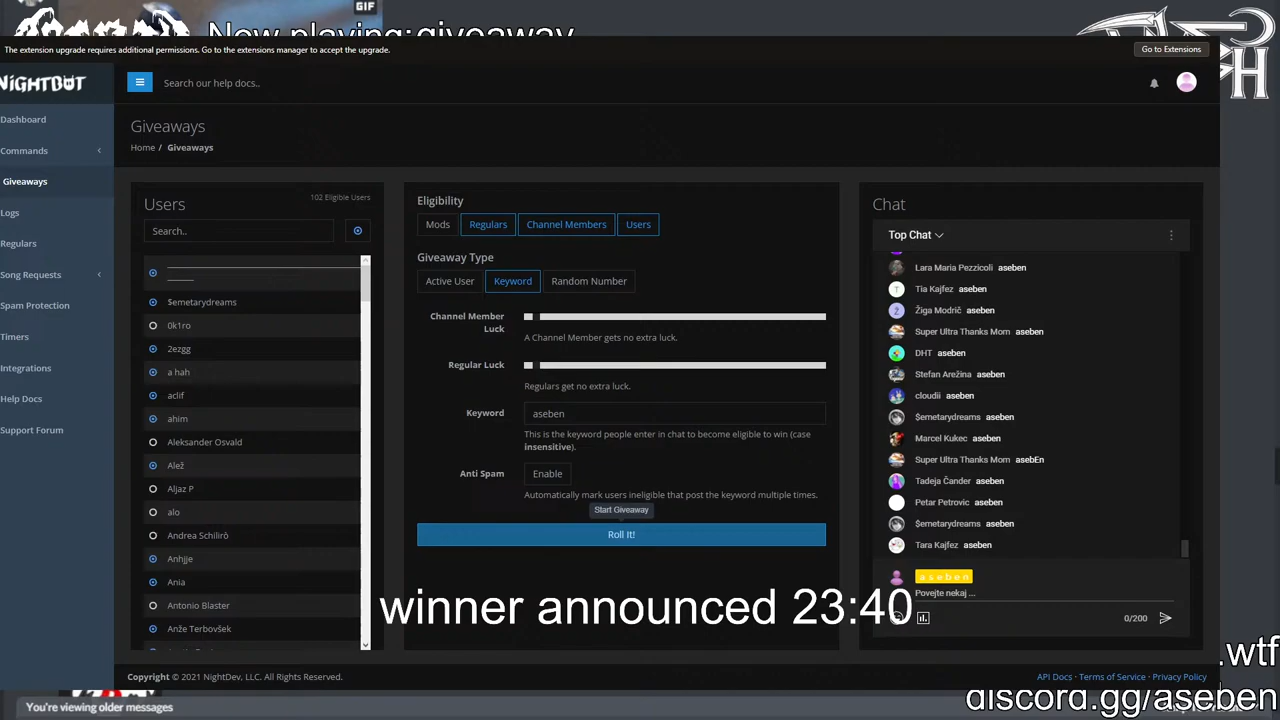 GIF
Now playing:giveaway
The extension upgrade requires additional permissions. Go to the extensions manager to accept the upgrade.
Go to Extensions
NiGHTBOT
Search our help docs..
Dashboard
Commands
Giveaways
Logs
Regulars
Song Requests
Spam Protection
Timers
Integrations
Help Docs
Support Forum
Giveaways
Home / Giveaways
Users
102 Eligible Users
Search..
$emetarydreams
0k1ro
2ezgg
a hah
aclif
ahim
Aleksander Osvald
Alež
Aljaz P
alo
Andrea Schilirò
Anhjje
Ania
Antonio Blaster
Anže Terbovšek
Eligibility
Mods
Regulars
Channel Members
Users
Giveaway Type
Active User
Keyword
Random Number
Channel Member
Luck
A Channel Member gets no extra luck.
Regular Luck
Regulars get no extra luck.
Keyword
aseben
This is the keyword people enter in chat to become eligible to win (case
insensitive).
Anti Spam
Enable
Automatically mark users ineligible that post the keyword multiple times.
Start Giveaway
Roll It!
Chat
Top Chat
Lara Maria Pezzicoli aseben
Tia Kajfez aseben
Žiga Modrič aseben
Super Ultra Thanks Mom aseben
DHT aseben
Stefan Arežina aseben
cloudii aseben
$emetarydreams aseben
Marcel Kukec aseben
Super Ultra Thanks Mom asebEn
Tadeja Čander aseben
Petar Petrovic aseben
$emetarydreams aseben
Tara Kajfez aseben
a s e b e n
Povejte nekaj ...
0/200
winner announced 23:40
Copyright © 2021 NightDev, LLC. All Rights Reserved.
API Docs · Terms of Service · Privacy Policy
.wtf
discord.gg/aseben
You're viewing older messages